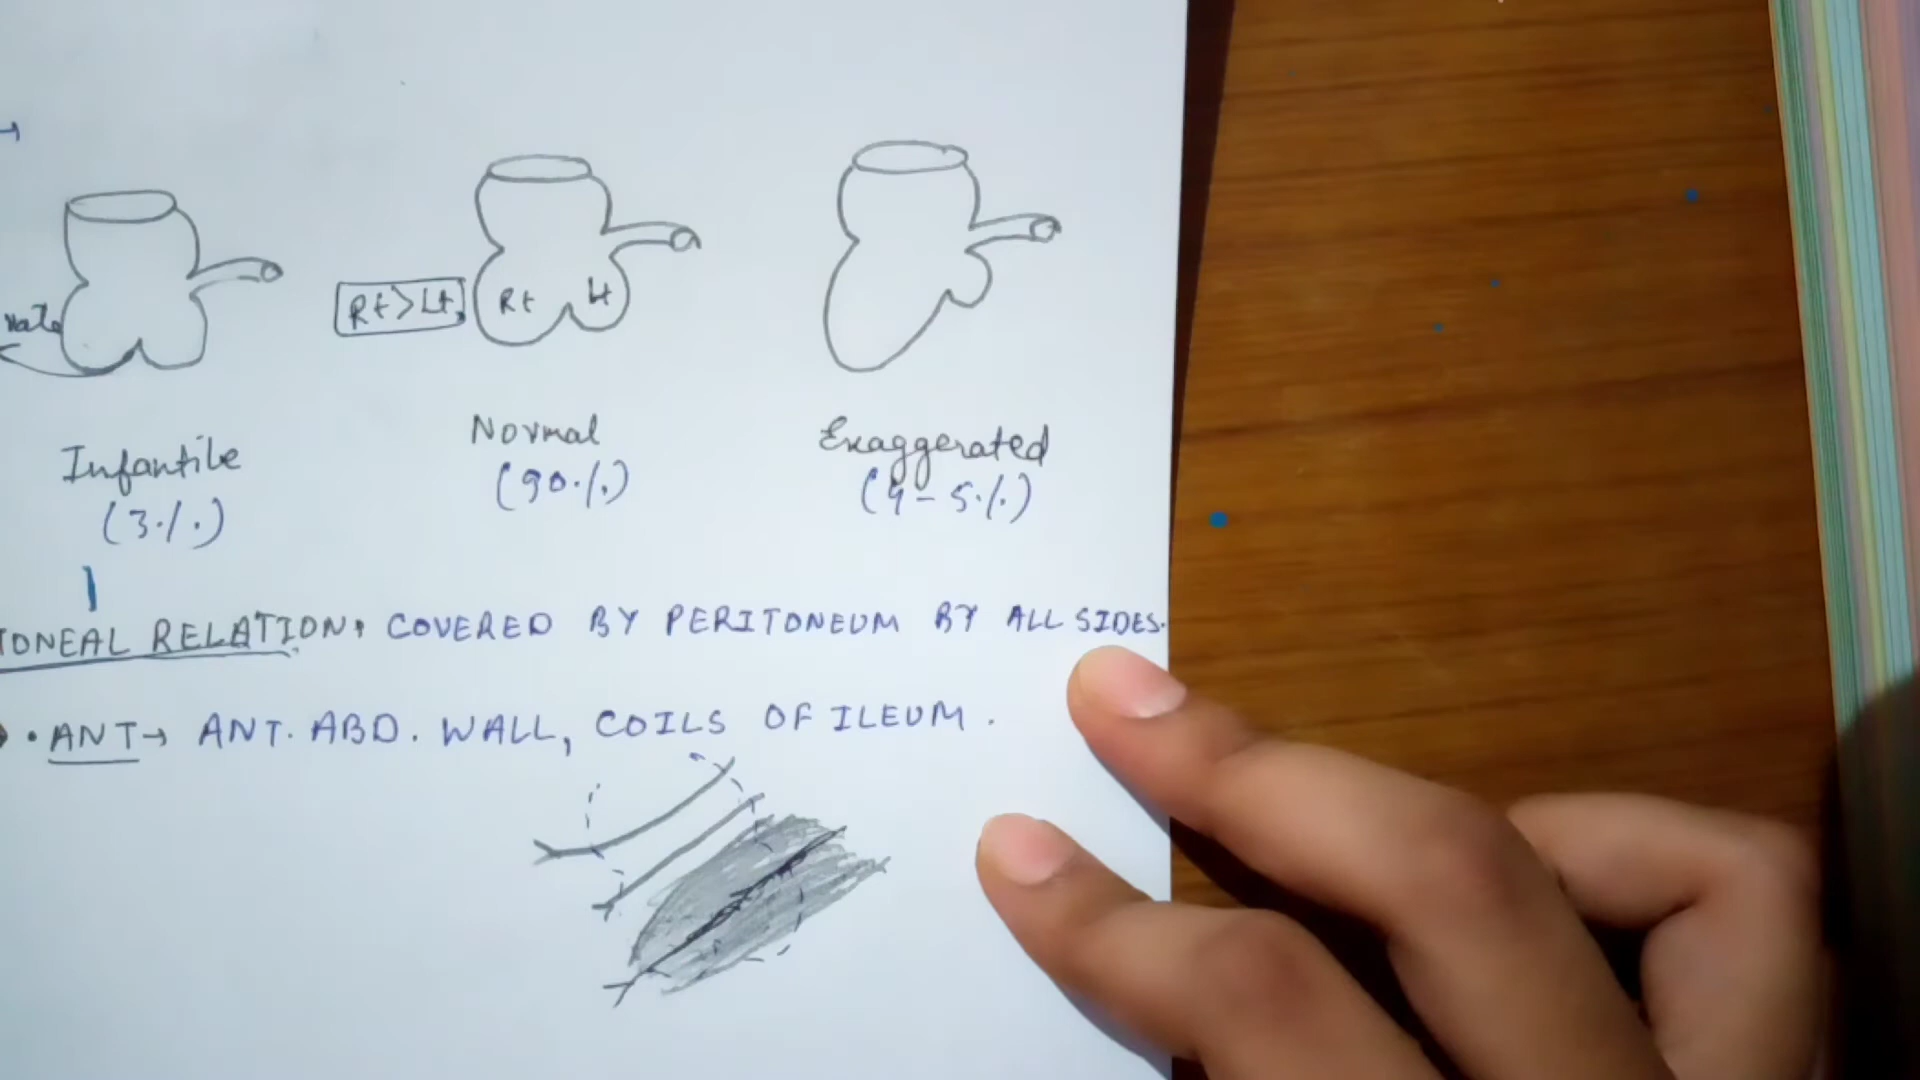 Rt>Lt.
Rt
Lt
Infantile
(3%)
Normal
(90%)
Exaggerated
(4-5%)
TONEAL RELATION. COVERED BY PERITONEUM BY ALL SIDES.
• ANT → ANT. ABD. WALL, COILS OF ILEUM.